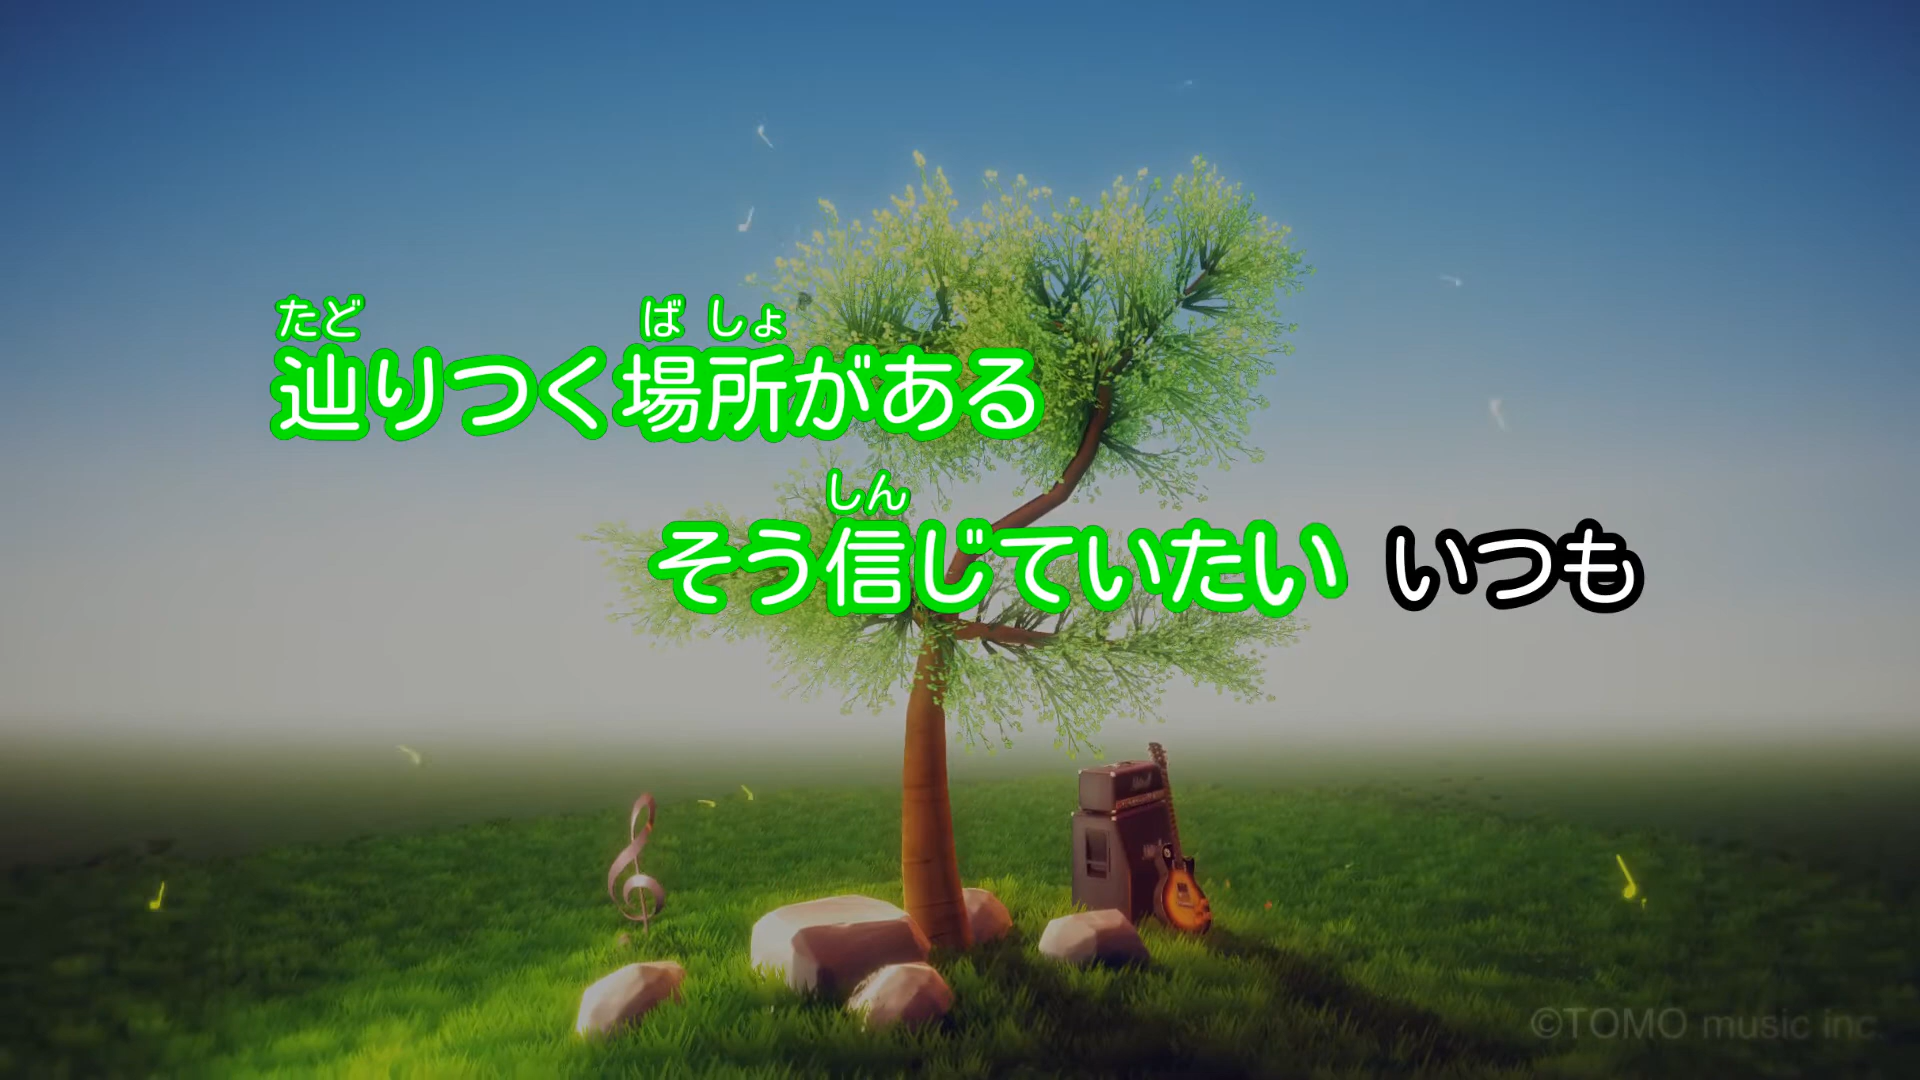 たど ば しょ
辿りつく場所がある
しん
そう信じていたい いつも
©TOMO music inc.